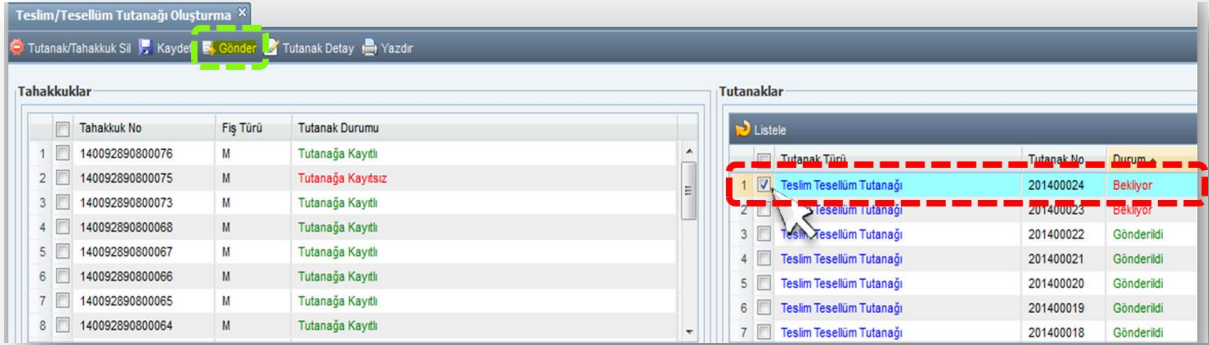 Teslim/Tesellüm Tutanağı Oluşturma X
Tutanak/Tahakkuk Sil Kaydet Gönder Tutanak Detay Yazdır
Tahakkuklar
Tahakkuk No Fiş Türü Tutanak Durumu
1 140092890800076 M Tutanağa Kayıtlı
2 140092890800075 M Tutanağa Kayıtsız
3 140092890800073 M Tutanağa Kayıtlı
4 140092890800068 M Tutanağa Kayıtlı
5 140092890800067 M Tutanağa Kayıtlı
6 140092890800066 M Tutanağa Kayıtlı
7 140092890800065 M Tutanağa Kayıtlı
8 140092890800064 M Tutanağa Kayıtlı
Tutanaklar
Listele
Tutanak Türü Tutanak No Durum
1 Teslim Tesellüm Tutanağı 201400024 Bekliyor
2 Teslim Tesellüm Tutanağı 201400023 Bekliyor
3 Teslim Tesellüm Tutanağı 201400022 Gönderildi
4 Teslim Tesellüm Tutanağı 201400021 Gönderildi
5 Teslim Tesellüm Tutanağı 201400020 Gönderildi
6 Teslim Tesellüm Tutanağı 201400019 Gönderildi
7 Teslim Tesellüm Tutanağı 201400018 Gönderildi